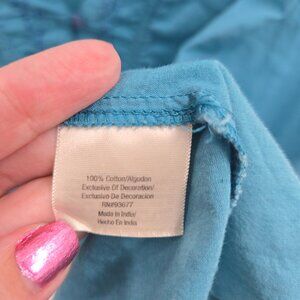 100% Cotton/Algodon
Exclusive Of Decoration/
Exclusivo De Decoracion
RN#93677
Made In India/
Hecho En India